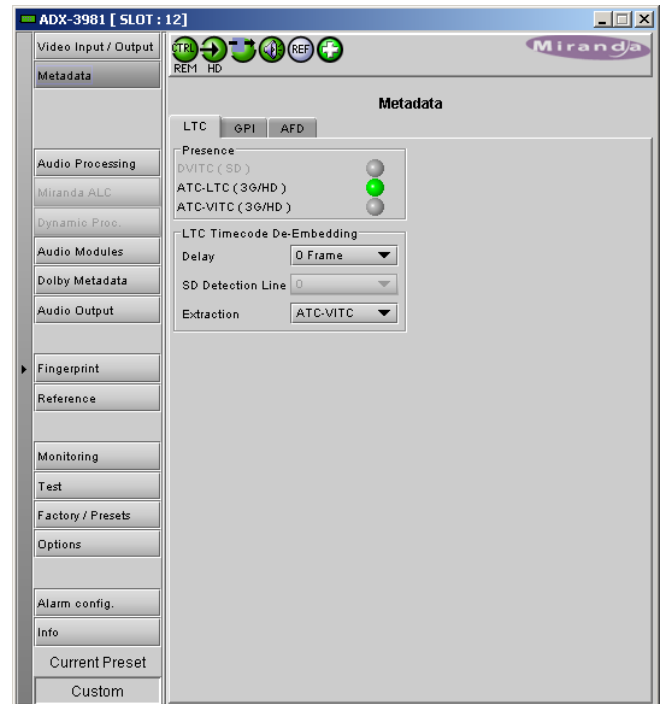 ADX-3981 [ SLOT : 12]
Video Input / Output
Metadata
Audio Processing
Miranda ALC
Dynamic Proc.
Audio Modules
Dolby Metadata
Audio Output
Fingerprint
Reference
Monitoring
Test
Factory / Presets
Options
Alarm config.
Info
Current Preset
Custom
CTRL
REF
REM HD
Miranda
Metadata
LTC GPI AFD
Presence
DVITC ( SD )
ATC-LTC ( 3G/HD )
ATC-VITC ( 3G/HD )
LTC Timecode De-Embedding
Delay 0 Frame
SD Detection Line 0
Extraction ATC-VITC